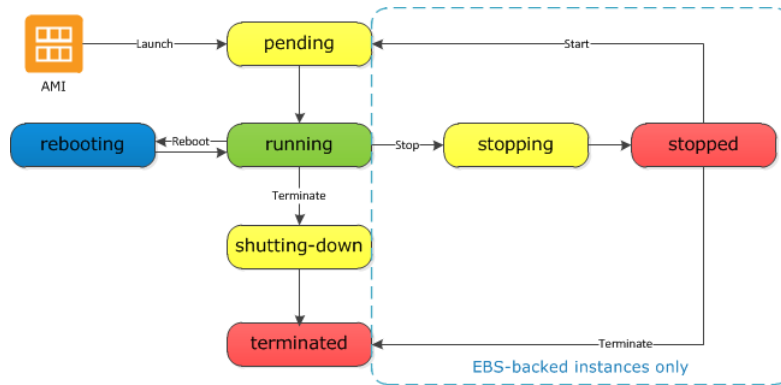 Launch
pending
Start
AMI
rebooting
Reboot
running
Stop
stopping
stopped
Terminate
shutting-down
terminated
Terminate
EBS-backed instances only